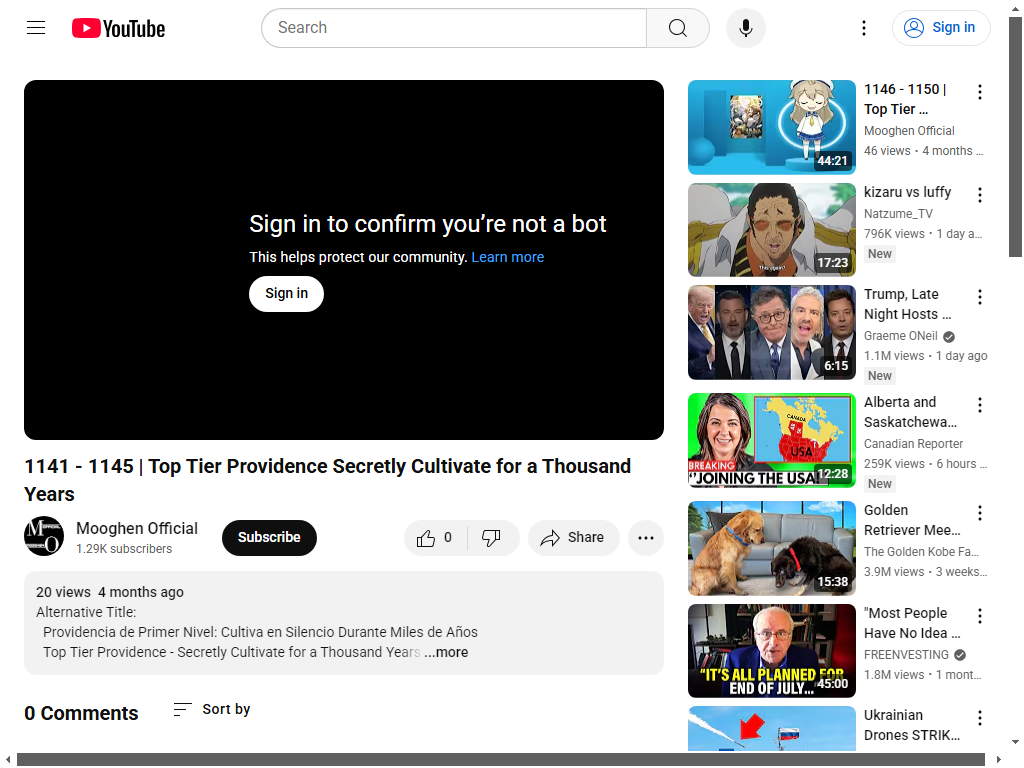 YouTube
Search
Sign in
Sign in to confirm you’re not a bot
This helps protect our community. Learn more
Sign in
1141 - 1145 | Top Tier Providence Secretly Cultivate for a Thousand
Years
Mooghen Official
1.29K subscribers
Subscribe
0
Share
20 views  4 months ago
Alternative Title:
Providencia de Primer Nivel: Cultiva en Silencio Durante Miles de Años
Top Tier Providence - Secretly Cultivate for a Thousand Years ...more
0 Comments
Sort by
44:21
1146 - 1150 |
Top Tier ...
Mooghen Official
46 views • 4 months ...
This again?
17:23
kizaru vs luffy
Natzume_TV
796K views • 1 day a...
New
6:15
Trump, Late
Night Hosts ...
Graeme ONeil
1.1M views • 1 day ago
New
CANADA
USA
BREAKING
"JOINING THE USA!"
12:28
Alberta and
Saskatchewa...
Canadian Reporter
259K views • 6 hours ...
New
15:38
Golden
Retriever Mee...
The Golden Kobe Fa...
3.9M views • 3 weeks...
“IT'S ALL PLANNED FOR
END OF JULY...
45:00
"Most People
Have No Idea ...
FREENVESTING
1.8M views • 1 mont...
Ukrainian
Drones STRIK...